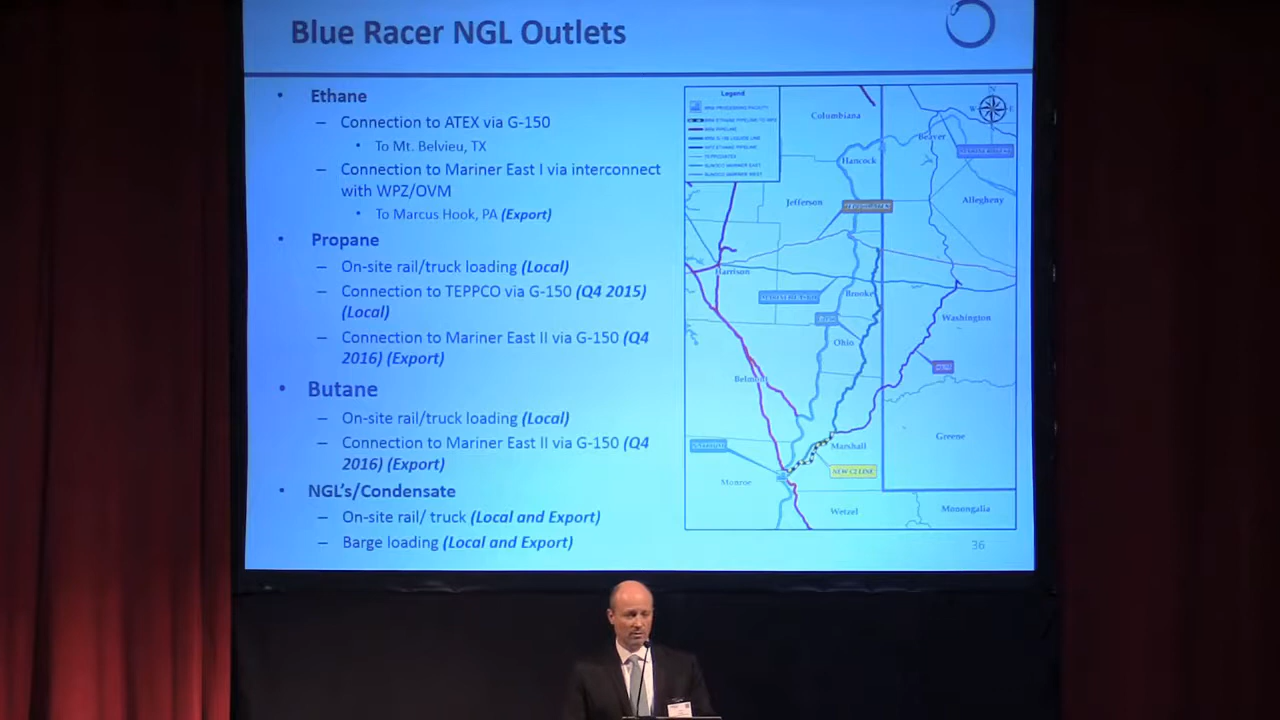 Blue Racer NGL Outlets
• Ethane
– Connection to ATEX via G-150
• To Mt. Belvieu, TX
– Connection to Mariner East I via interconnect
with WPZ/OVM
• To Marcus Hook, PA (Export)
• Propane
– On-site rail/truck loading (Local)
– Connection to TEPPCO via G-150 (Q4 2015)
(Local)
– Connection to Mariner East II via G-150 (Q4
2016) (Export)
• Butane
– On-site rail/truck loading (Local)
– Connection to Mariner East II via G-150 (Q4
2016) (Export)
• NGL's/Condensate
– On-site rail/ truck (Local and Export)
– Barge loading (Local and Export)
Legend
N
W
E
Columbiana
Beaver
Hancock
Jefferson
Allegheny
Harrison
Brooke
Washington
Ohio
Belmont
Greene
Marshall
NEW C2 LINE
Monroe
Wetzel
Monongalia
36